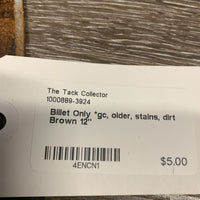 The Tack Collector
1000889-3924
Billet Only *gc, older, stains, dirt
Brown 12"
4ENCN1
$5.00